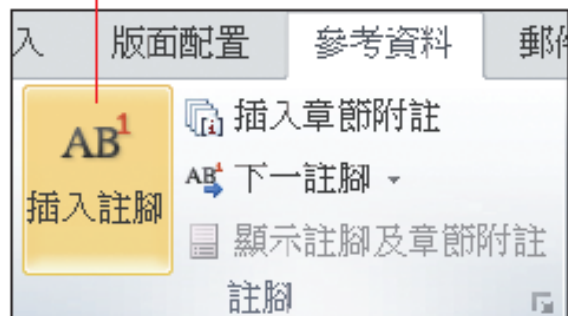 入 版面配置 參考資料 郵件
AB1
插入註腳
插入章節附註
AB1 下一註腳
顯示註腳及章節附註
註腳